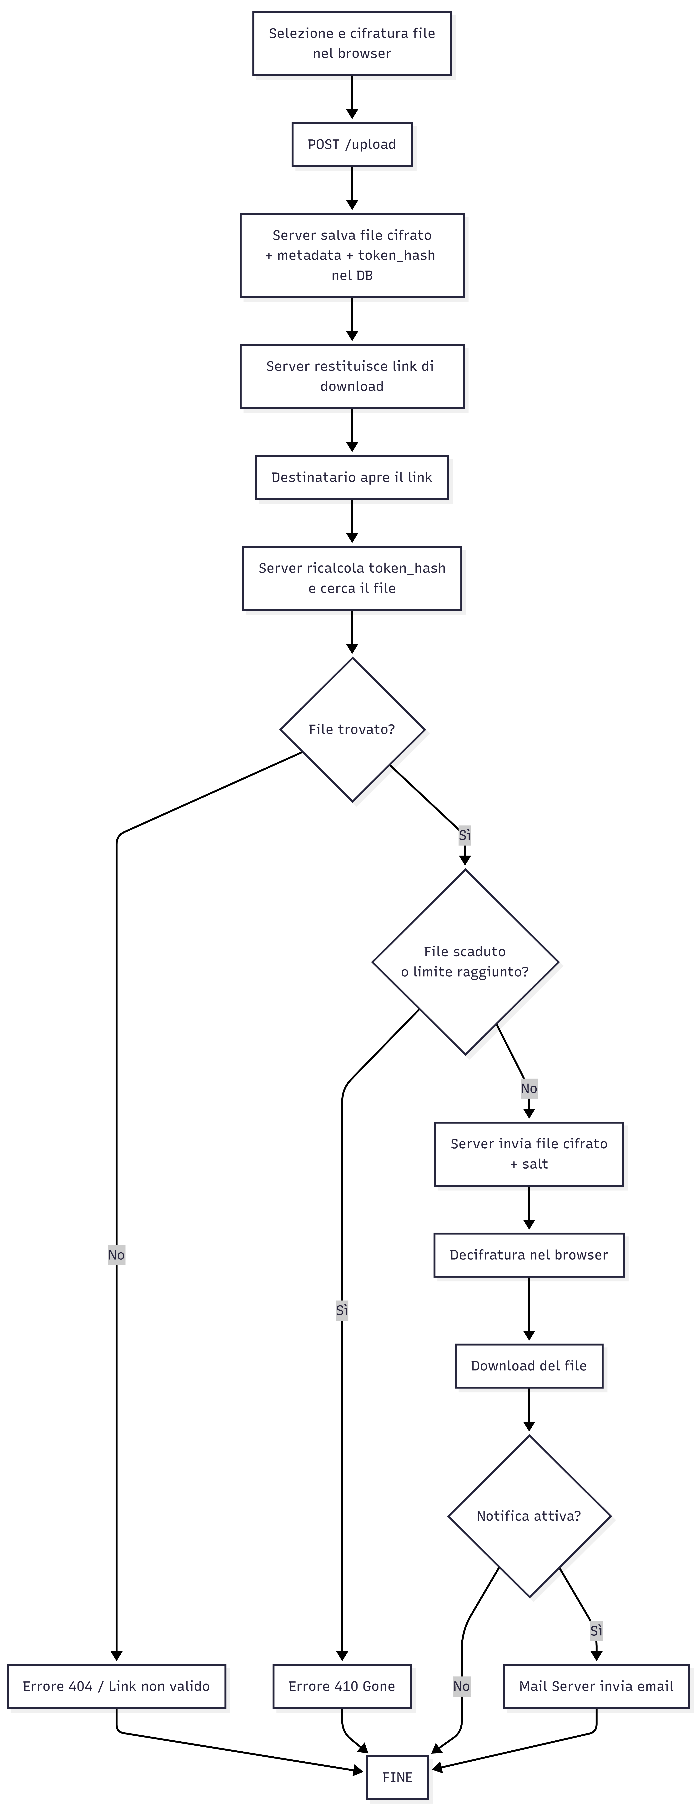 Selezione e cifratura file
nel browser
POST /upload
Server salva file cifrato
+ metadata + token_hash
nel DB
Server restituisce link di
download
Destinatario apre il link
Server ricalcola token_hash
e cerca il file
File trovato?
Sì
File scaduto
o limite raggiunto?
No
Server invia file cifrato
+ salt
No
Decifratura nel browser
Sì
Download del file
Notifica attiva?
Sì
Errore 404 / Link non valido
Errore 410 Gone
No
Mail Server invia email
FINE